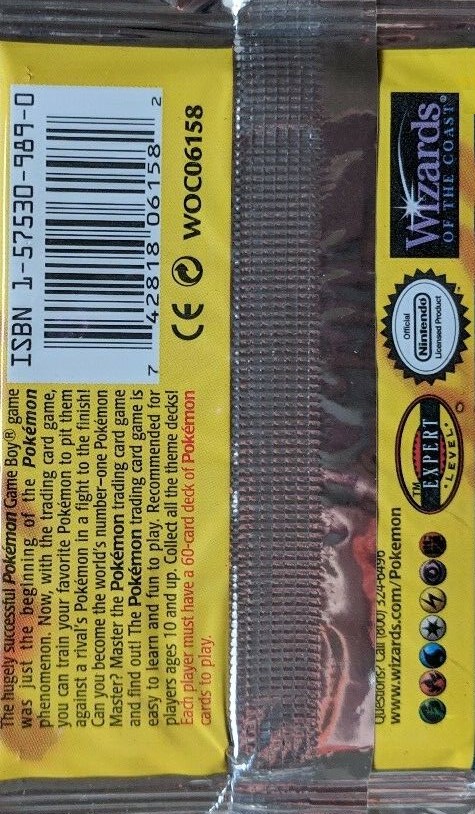 The hugely successful Pokémon Game Boy® game
was just the beginning of the Pokémon
phenomenon. Now, with the trading card game,
you can train your favorite Pokémon to pit them
against a rival's Pokémon in a fight to the finish!
Can you become the world's number-one Pokémon
Master? Master the Pokémon trading card game
and find out! The Pokémon trading card game is
easy to learn and fun to play. Recommended for
players ages 10 and up. Collect all the theme decks!
Each player must have a 60-card deck of Pokémon
cards to play.
ISBN 1-57530-989-0
7 42818 06158 2
CE WOC06158
Questions? Call (800) 324-6496
www.wizards.com/Pokemon
TM
EXPERT
LEVEL
Official
Nintendo
Licensed Product
Wizards
OF THE COAST®